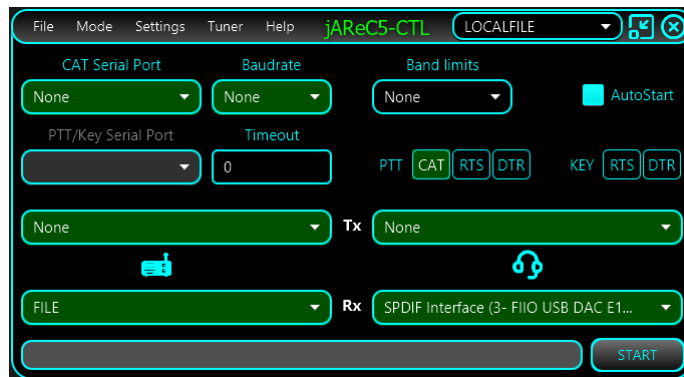 File Mode Settings Tuner Help jAReC5-CTL LOCALFILE
CAT Serial Port Baudrate Band limits
None None None AutoStart
PTT/Key Serial Port Timeout
0 PTT CAT RTS DTR KEY RTS DTR
None Tx None
FILE Rx SPDIF Interface (3- FIIO USB DAC E1...
START